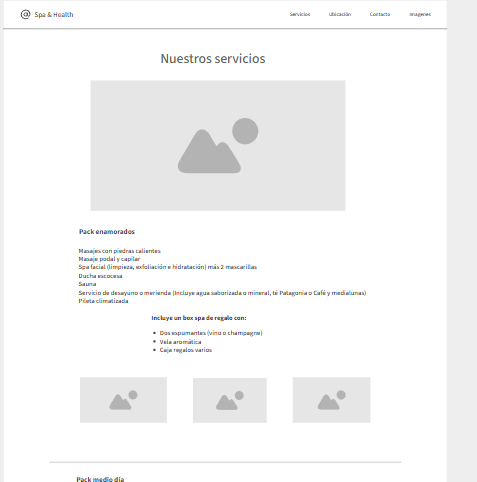 @ Spa & Health
Servicios Ubicación Contacto Imagenes
Nuestros servicios
Pack enamorados
Masajes con piedras calientes
Masaje podal y capilar
Spa facial (limpieza, exfoliación e hidratación) más 2 mascarillas
Ducha escocesa
Sauna
Servicio de desayuno o merienda (Incluye agua saborizada o mineral, té Patagonia o Café y medialunas)
Pileta climatizada
Incluye un box spa de regalo con:
• Dos espumantes (vino o champagne)
• Vela aromática
• Caja regalos varios
Pack medio día